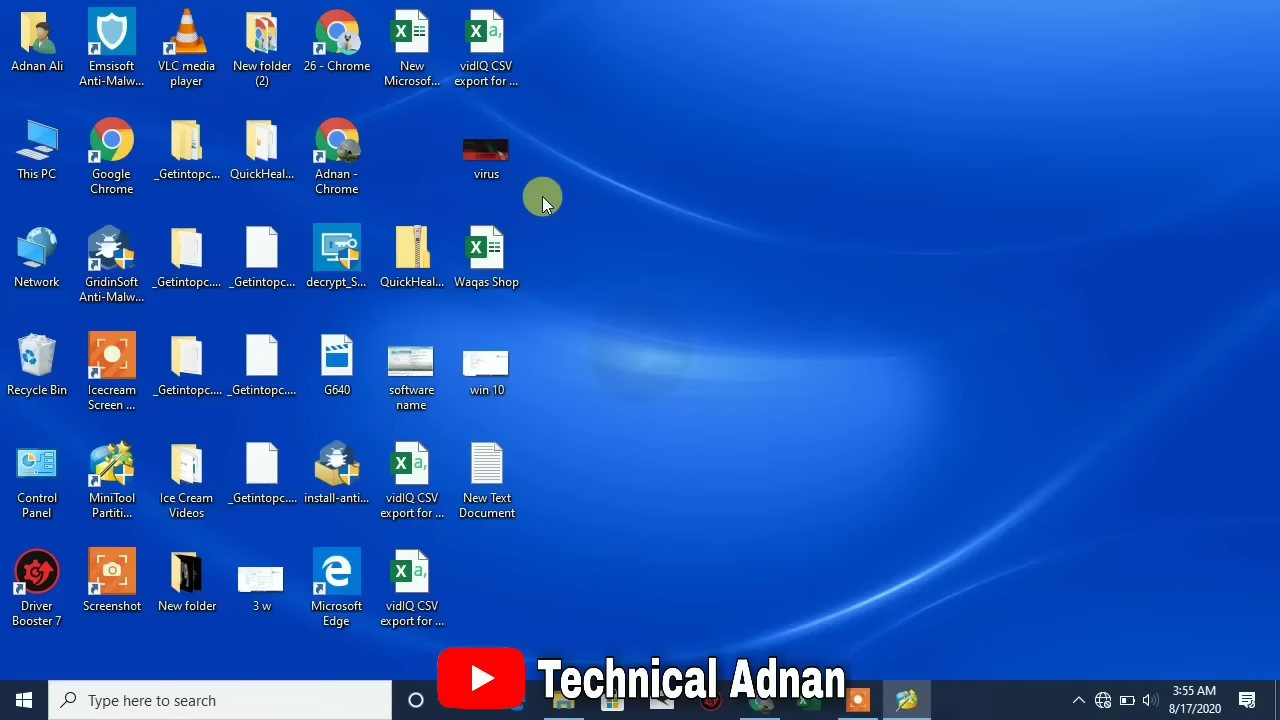 Adnan Ali
Emsisoft
Anti-Malw...
VLC media
player
New folder
(2)
26 - Chrome
New
Microsof...
vidIQ CSV
export for ...
This PC
Google
Chrome
_Getintopc....
QuickHeal...
Adnan -
Chrome
virus
Network
GridinSoft
Anti-Malw...
_Getintopc....
_Getintopc....
decrypt_S...
QuickHeal...
Waqas Shop
Recycle Bin
Icecream
Screen ...
_Getintopc....
_Getintopc....
G640
software
name
win 10
Control
Panel
MiniTool
Partiti...
Ice Cream
Videos
_Getintopc....
install-anti...
vidIQ CSV
export for ...
New Text
Document
Driver
Booster 7
Screenshot
New folder
3 w
Microsoft
Edge
vidIQ CSV
export for ...
Technical Adnan
Type here to search
3:55 AM
8/17/2020